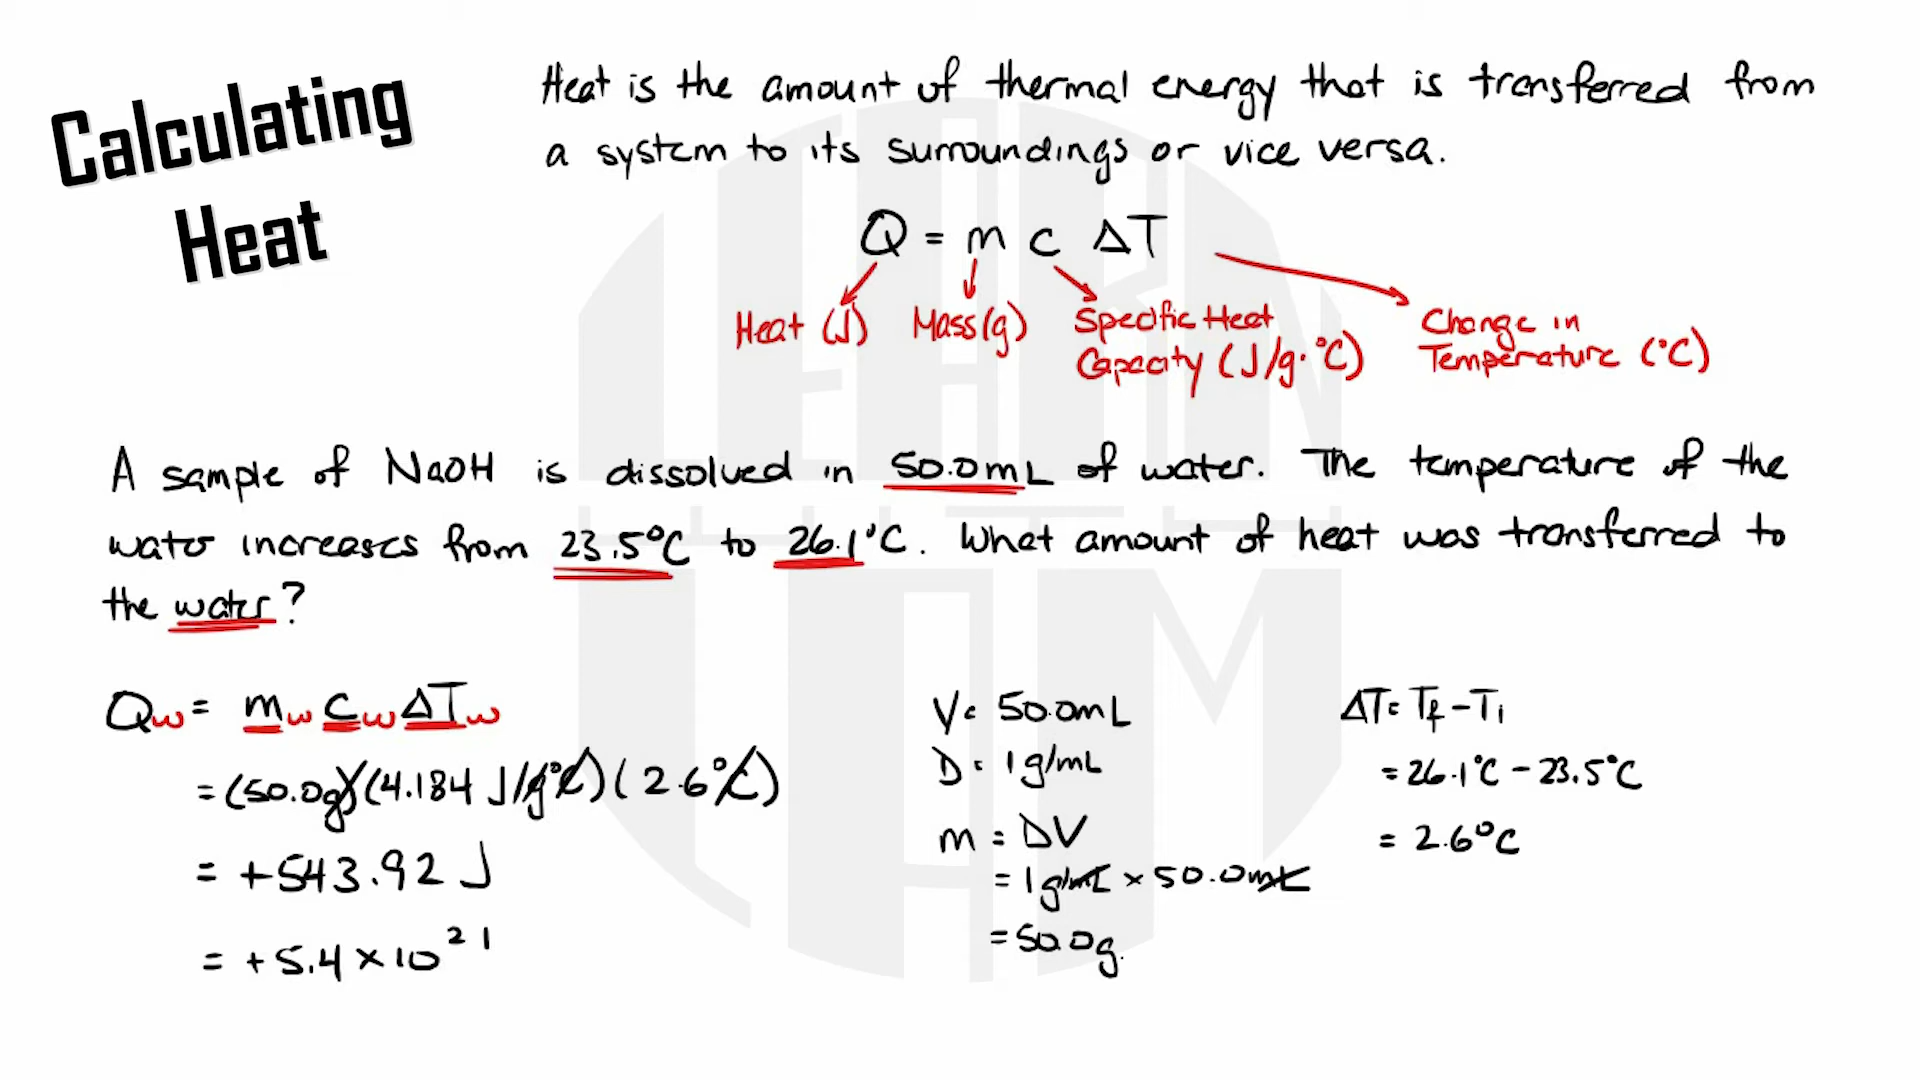 Calculating
Heat
Heat is the amount of thermal energy that is transferred from
a system to its surroundings or vice versa.
Q = m c ΔT
Heat (J)
Mass (g)
Specific Heat
Capacity (J/g·°C)
Change in
Temperature (°C)
A sample of NaOH is dissolved in 50.0mL of water. The temperature of the
water increases from 23.5°C to 26.1°C. What amount of heat was transferred to
the water?
Qw = mw cw ΔTw
= (50.0g)(4.184 J/g°C)(2.6°C)
= +543.92 J
= +5.4 × 10² 1
V = 50.0mL
D = 1g/mL
m = DV
= 1g/mL × 50.0mL
= 50.0g.
ΔT = Tf - Ti
= 26.1°C - 23.5°C
= 2.6°C
LEARN